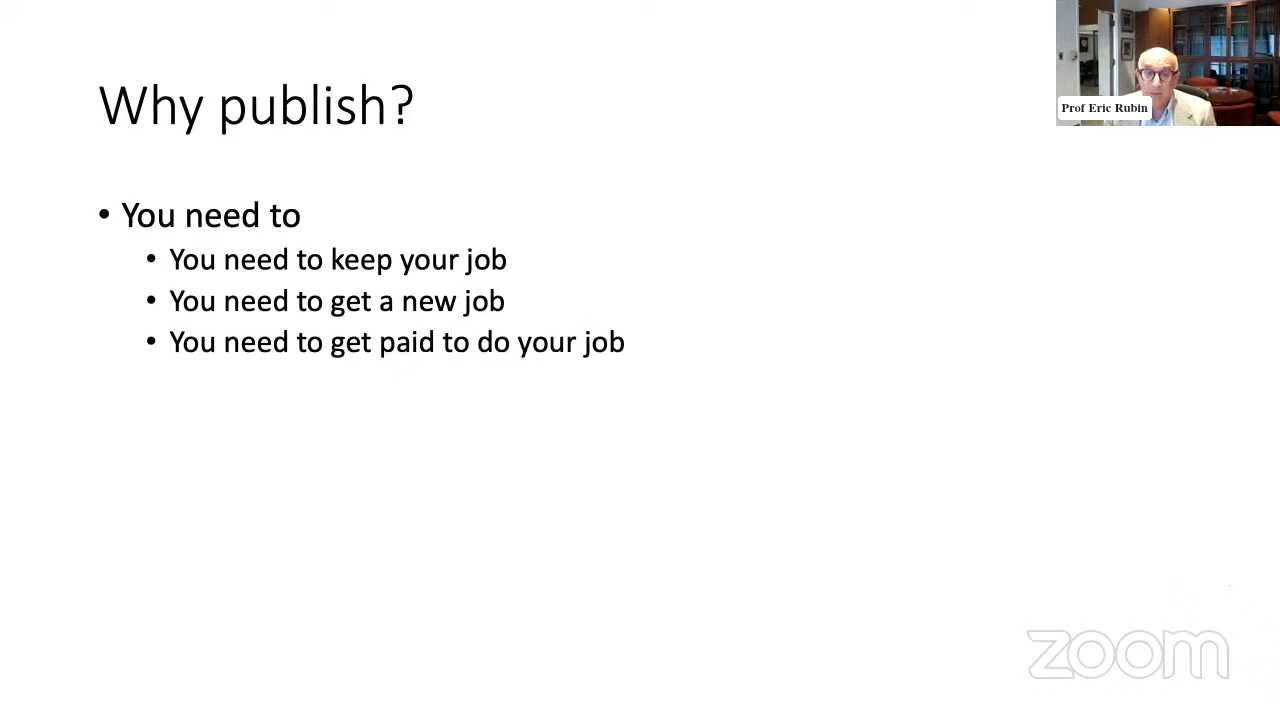 Why publish?
Prof Eric Rubin
• You need to
• You need to keep your job
• You need to get a new job
• You need to get paid to do your job
zoom